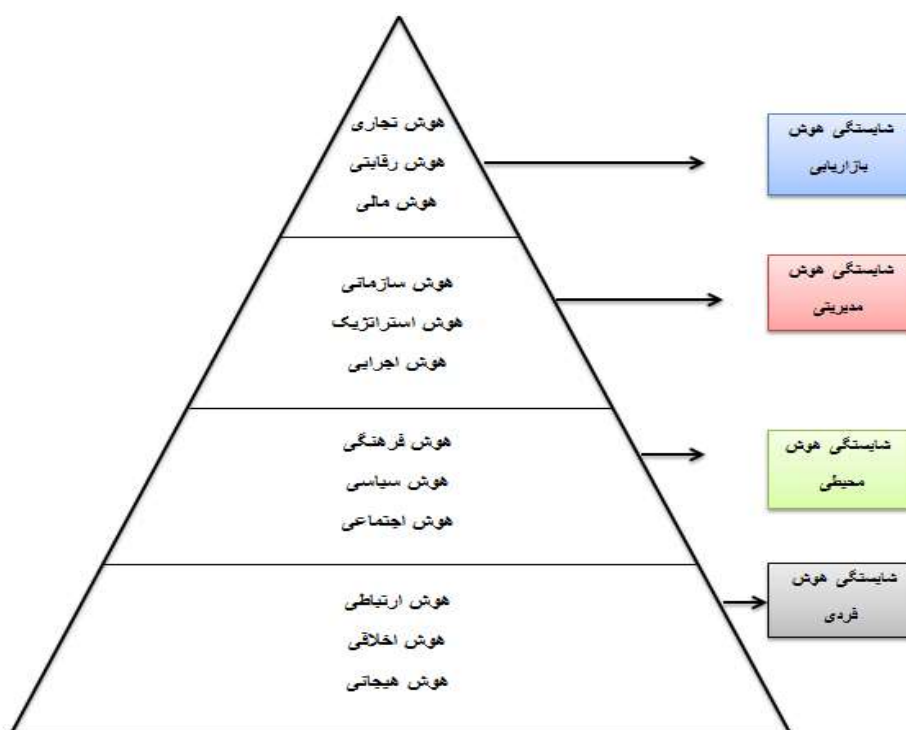 هوش تجاری
هوش رقابتی
هوش مالی
شایستگی هوش
بازاریابی
هوش سازمانی
هوش استراتژیک
هوش اجرایی
شایستگی هوش
مدیریتی
هوش فرهنگی
هوش سیاسی
هوش اجتماعی
شایستگی هوش
محیطی
هوش ارتباطی
هوش اخلاقی
هوش هیجانی
شایستگی هوش
فردی